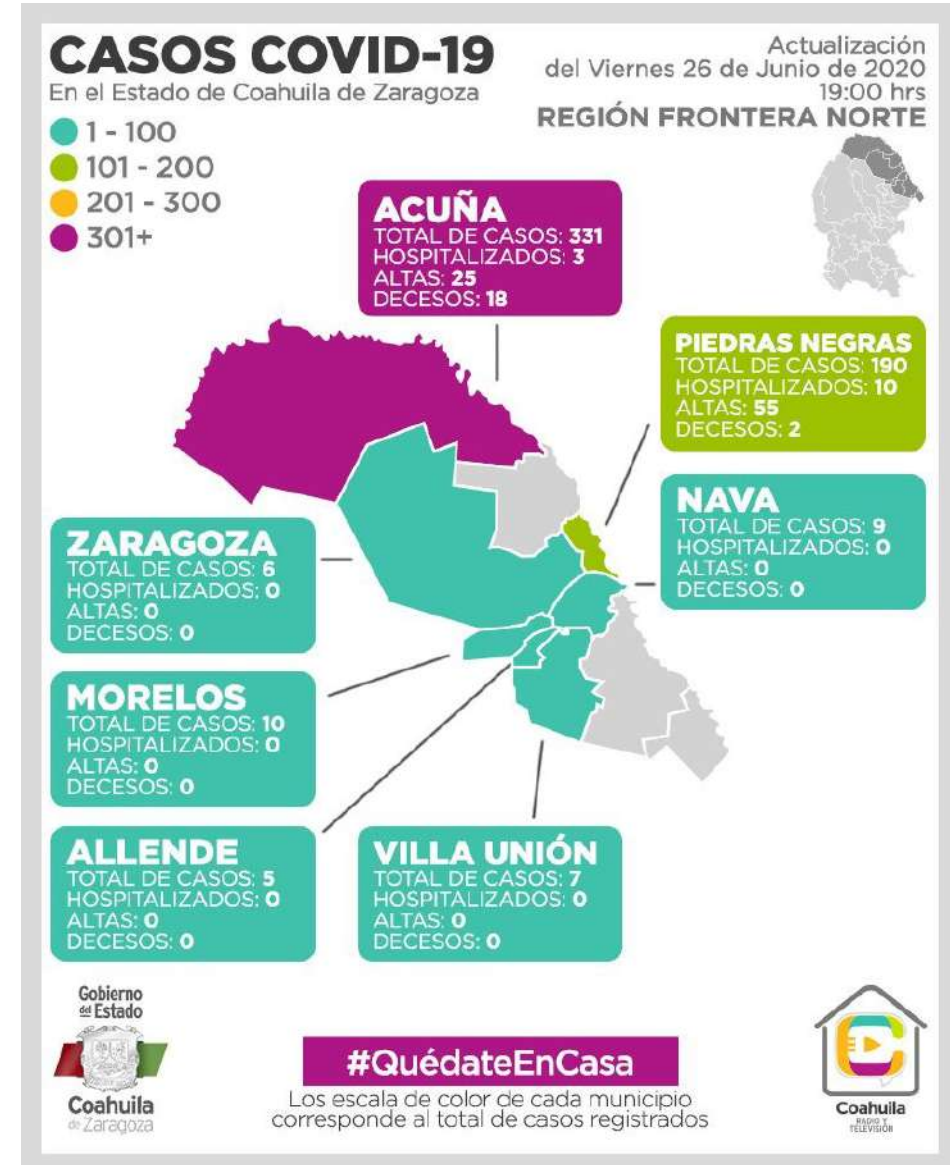 CASOS COVID-19
En el Estado de Coahuila de Zaragoza
1 - 100
101 - 200
201 - 300
301+
Actualización
del Viernes 26 de Junio de 2020
19:00 hrs
REGIÓN FRONTERA NORTE
ACUÑA
TOTAL DE CASOS: 331
HOSPITALIZADOS: 3
ALTAS: 25
DECESOS: 18
PIEDRAS NEGRAS
TOTAL DE CASOS: 190
HOSPITALIZADOS: 10
ALTAS: 55
DECESOS: 2
NAVA
TOTAL DE CASOS: 9
HOSPITALIZADOS: 0
ALTAS: 0
DECESOS: 0
ZARAGOZA
TOTAL DE CASOS: 6
HOSPITALIZADOS: 0
ALTAS: 0
DECESOS: 0
MORELOS
TOTAL DE CASOS: 10
HOSPITALIZADOS: 0
ALTAS: 0
DECESOS: 0
ALLENDE
TOTAL DE CASOS: 5
HOSPITALIZADOS: 0
ALTAS: 0
DECESOS: 0
VILLA UNIÓN
TOTAL DE CASOS: 7
HOSPITALIZADOS: 0
ALTAS: 0
DECESOS: 0
Gobierno
del Estado
Coahuila
de Zaragoza
#QuédateEnCasa
Los escala de color de cada municipio
corresponde al total de casos registrados
Coahuila
RADIO Y
TELEVISIÓN